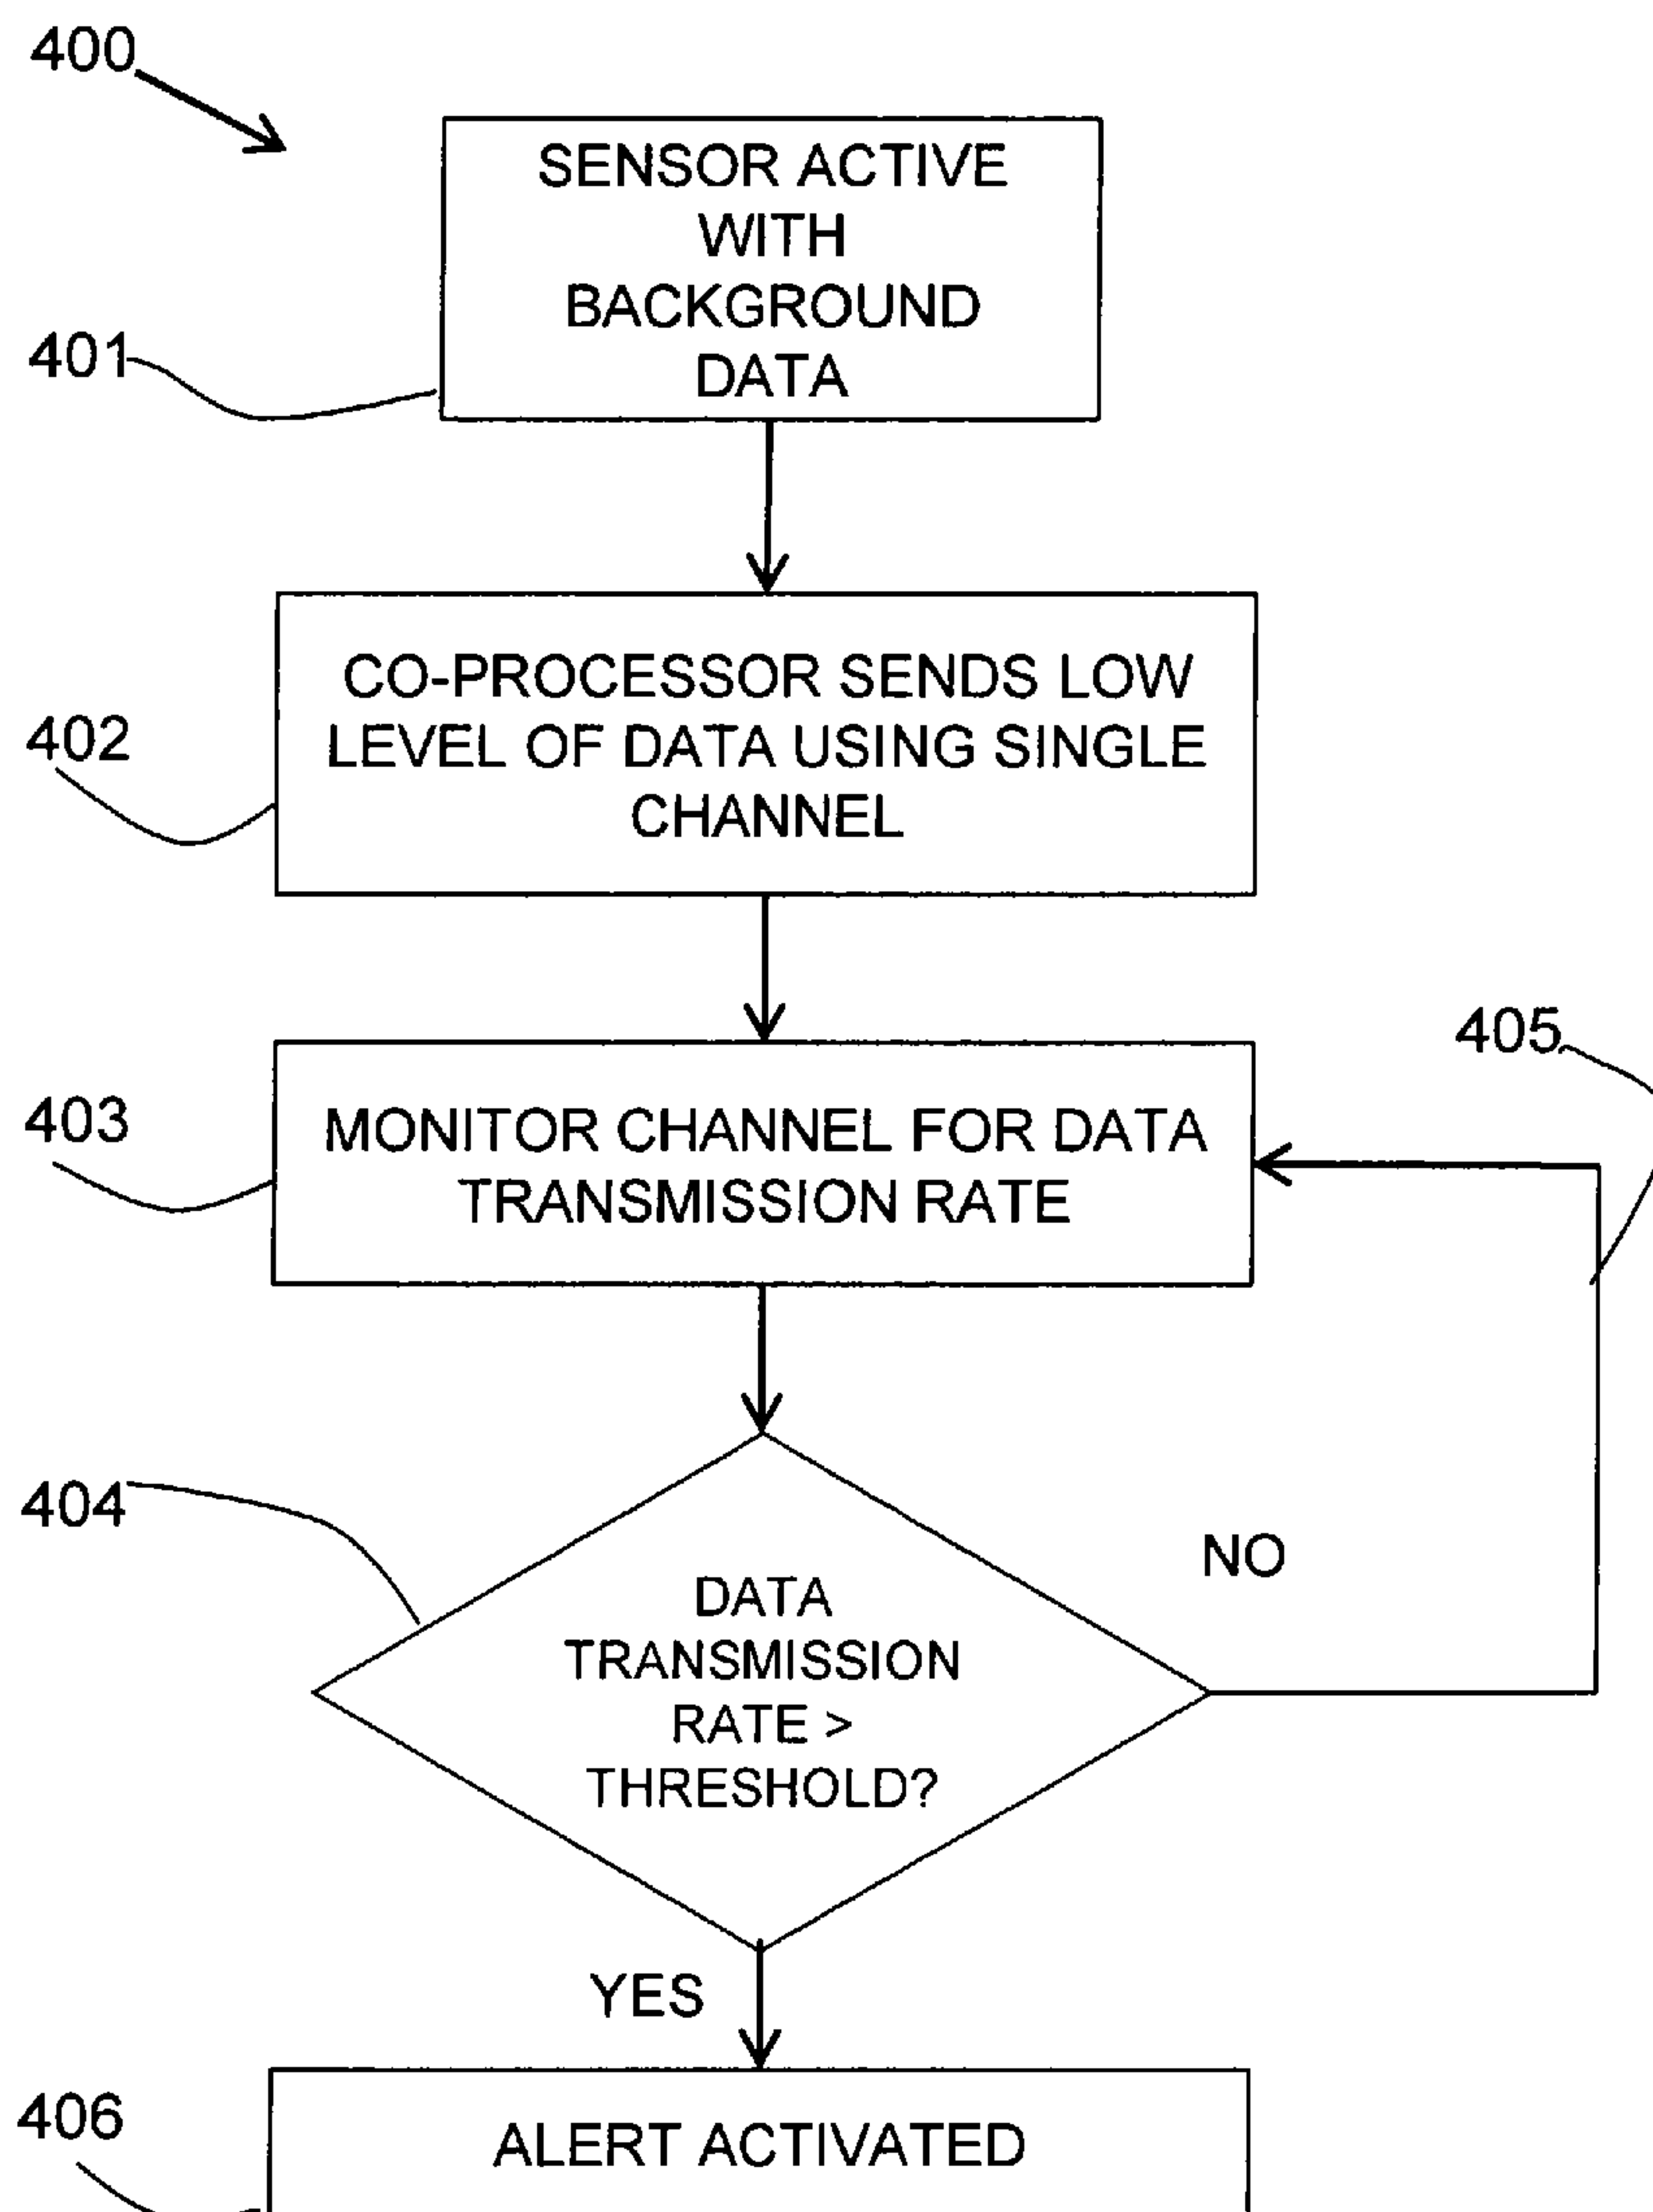 400
SENSOR ACTIVE
WITH
BACKGROUND
DATA
401
CO-PROCESSOR SENDS LOW
LEVEL OF DATA USING SINGLE
CHANNEL
402
405
MONITOR CHANNEL FOR DATA
TRANSMISSION RATE
403
404
NO
DATA
TRANSMISSION
RATE >
THRESHOLD?
YES
406
ALERT ACTIVATED